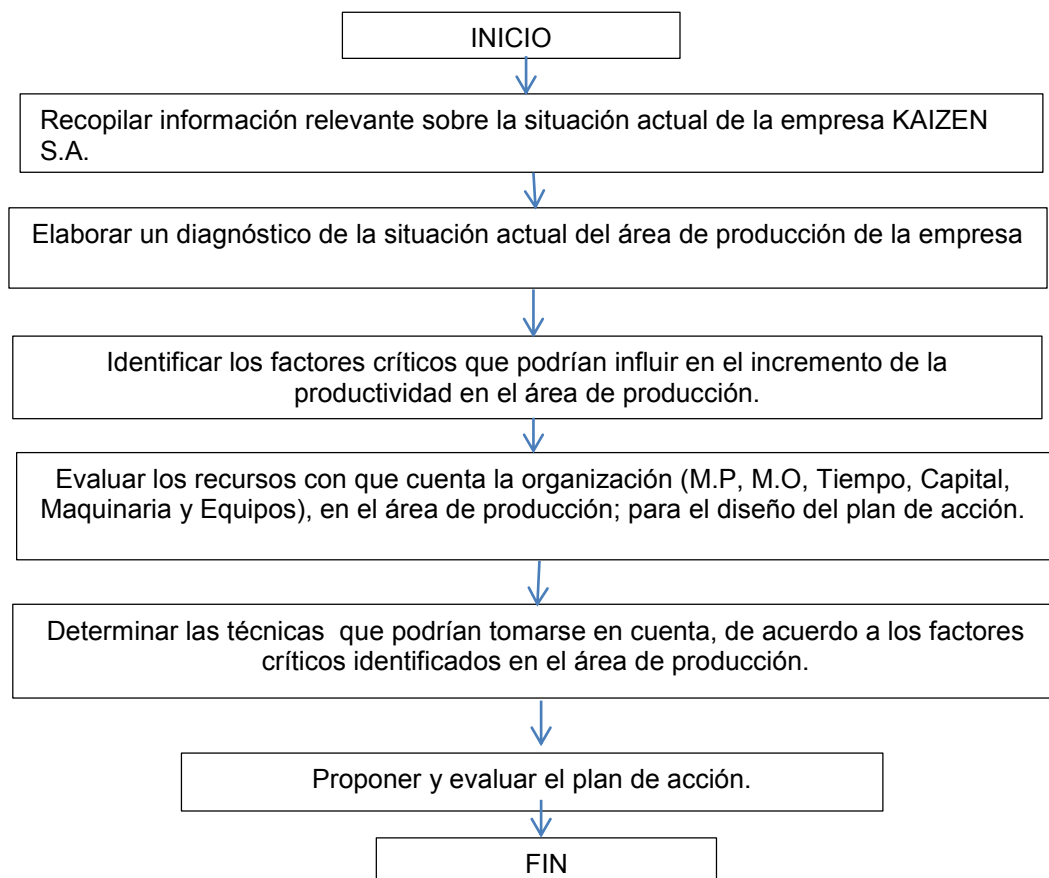 INICIO
Recopilar información relevante sobre la situación actual de la empresa KAIZEN
S.A.
Elaborar un diagnóstico de la situación actual del área de producción de la empresa
Identificar los factores críticos que podrían influir en el incremento de la
productividad en el área de producción.
Evaluar los recursos con que cuenta la organización (M.P, M.O, Tiempo, Capital,
Maquinaria y Equipos), en el área de producción; para el diseño del plan de acción.
Determinar las técnicas  que podrían tomarse en cuenta, de acuerdo a los factores
críticos identificados en el área de producción.
Proponer y evaluar el plan de acción.
FIN